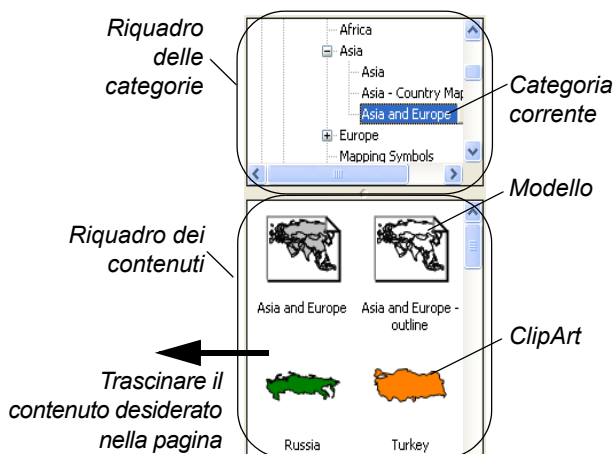 Riquadro
delle
categorie
Africa
Asia
Asia
Asia - Country Map
Asia and Europe
Europe
Mapping Symbols
Categoria
corrente
Modello
Riquadro dei
contenuti
Asia and Europe
Asia and Europe -
outline
ClipArt
Trascinare il
contenuto desiderato
nella pagina
Russia
Turkey